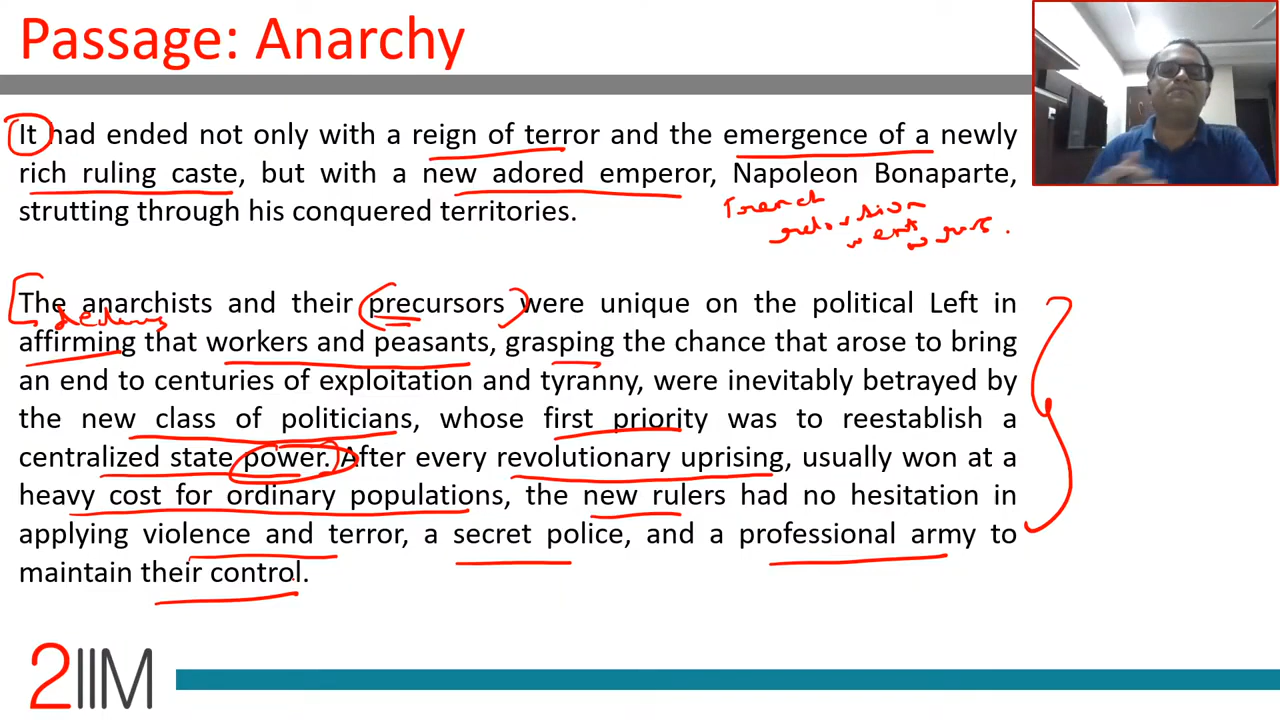 Passage: Anarchy
It had ended not only with a reign of terror and the emergence of a newly
rich ruling caste, but with a new adored emperor, Napoleon Bonaparte,
strutting through his conquered territories.
French
The anarchists and their precursors were unique on the political Left in
affirming that workers and peasants, grasping the chance that arose to bring
an end to centuries of exploitation and tyranny, were inevitably betrayed by
the new class of politicians, whose first priority was to reestablish a
centralized state power. After every revolutionary uprising, usually won at a
heavy cost for ordinary populations, the new rulers had no hesitation in
applying violence and terror, a secret police, and a professional army to
maintain their control.
2IIM